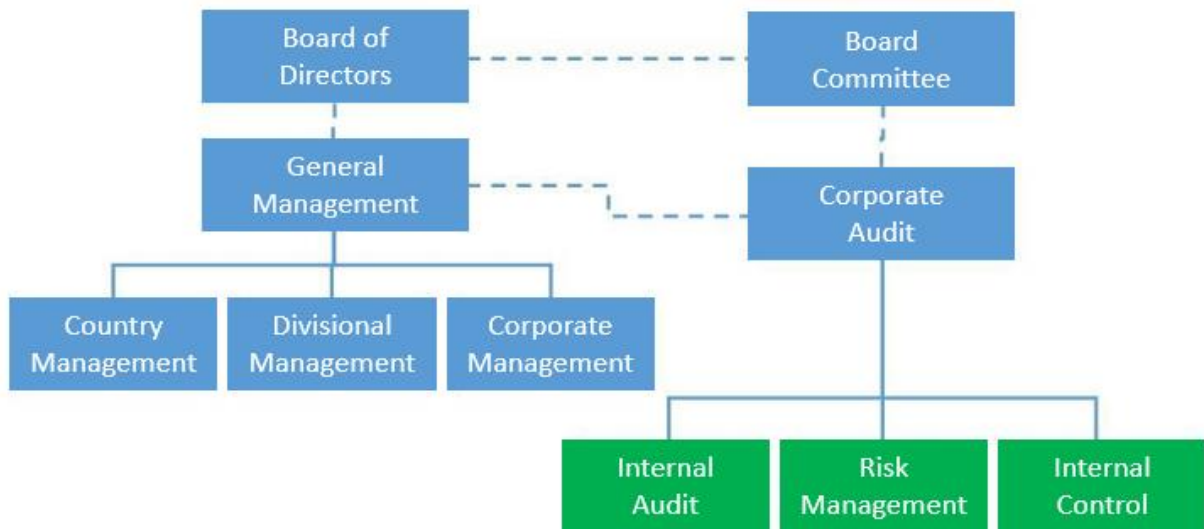 Board of
Directors
Board
Committee
General
Management
Corporate
Audit
Country
Management
Divisional
Management
Corporate
Management
Internal
Audit
Risk
Management
Internal
Control